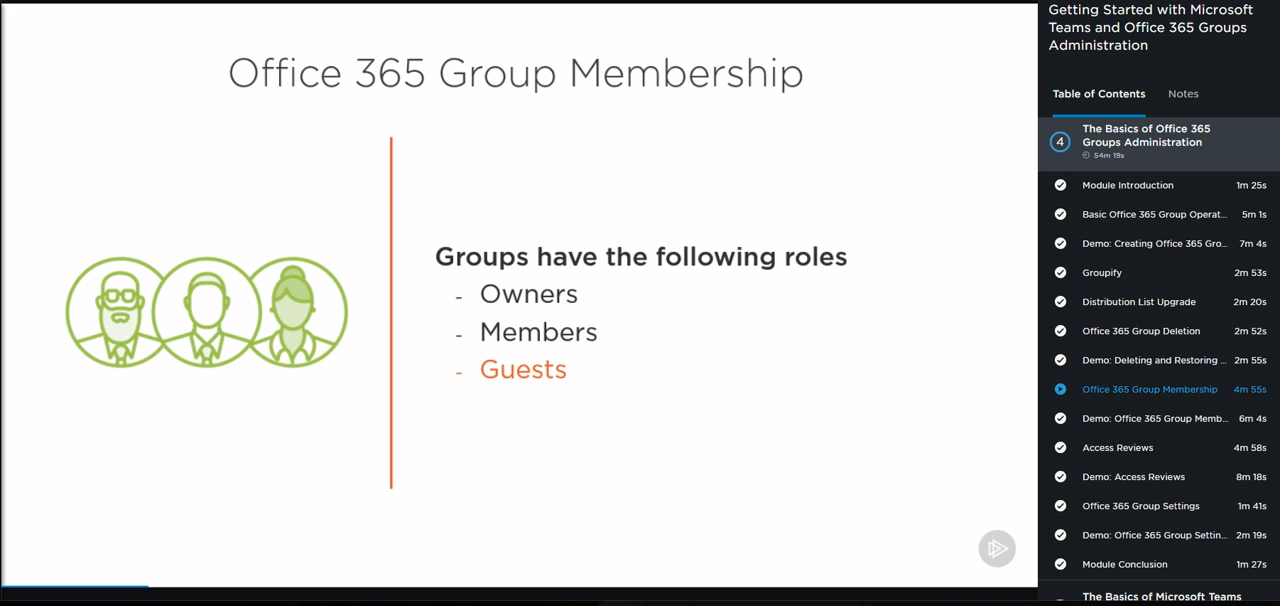 Office 365 Group Membership
Groups have the following roles
- Owners
- Members
- Guests
Getting Started with Microsoft
Teams and Office 365 Groups
Administration
Table of Contents Notes
4
The Basics of Office 365
Groups Administration
54m 19s
Module Introduction 1m 25s
Basic Office 365 Group Operat... 5m 1s
Demo: Creating Office 365 Gro... 7m 4s
Groupify 2m 53s
Distribution List Upgrade 2m 20s
Office 365 Group Deletion 2m 52s
Demo: Deleting and Restoring ... 2m 55s
Office 365 Group Membership 4m 55s
Demo: Office 365 Group Memb... 6m 4s
Access Reviews 4m 58s
Demo: Access Reviews 8m 18s
Office 365 Group Settings 1m 41s
Demo: Office 365 Group Settin... 2m 19s
Module Conclusion 1m 27s
The Basics of Microsoft Teams